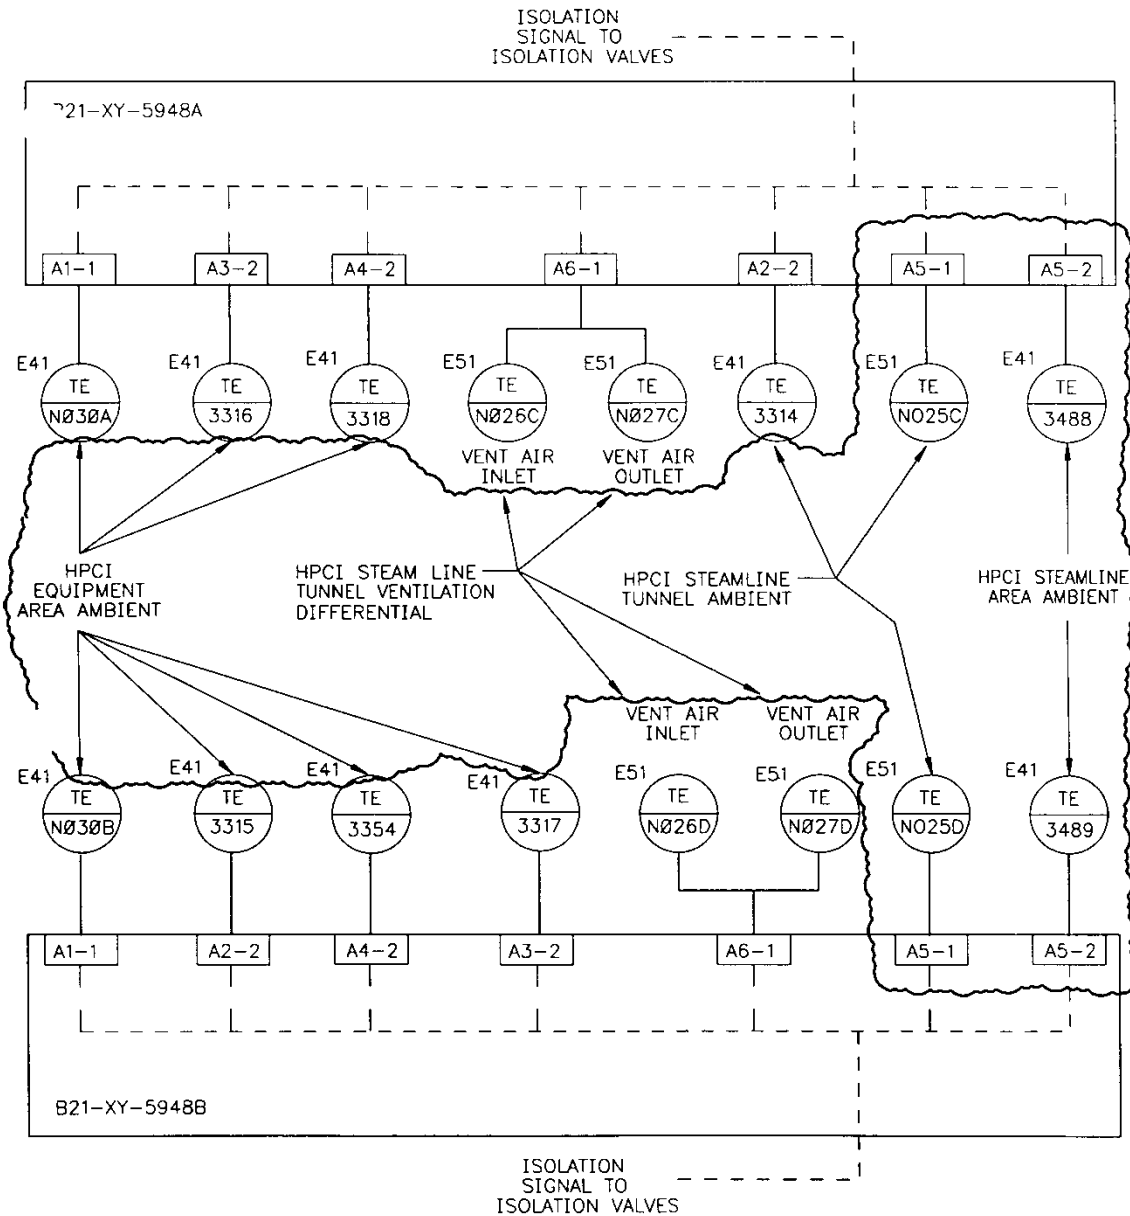 ISOLATION
SIGNAL TO
ISOLATION VALVES
21-XY-5948A
A1-1 A3-2 A4-2 A6-1 A2-2 A5-1 A5-2
E41 E41 E41 E51 E51 E41 E51 E41
TE TE TE TE TE TE TE TE
NØ30A 3316 3318 NØ26C NØ27C 3314 NO25C 3488
VENT AIR VENT AIR
INLET OUTLET
HPCI
EQUIPMENT
AREA AMBIENT
HPCI STEAM LINE
TUNNEL VENTILATION
DIFFERENTIAL
HPCI STEAMLINE
TUNNEL AMBIENT
HPCI STEAMLINE
AREA AMBIENT
VENT AIR VENT AIR
INLET OUTLET
E41 E41 E41 E41 E51 E51 E51 E41
TE TE TE TE TE TE TE TE
NØ30B 3315 3354 3317 NØ26D NØ27D NO25D 3489
A1-1 A2-2 A4-2 A3-2 A6-1 A5-1 A5-2
B21-XY-5948B
ISOLATION
SIGNAL TO
ISOLATION VALVES